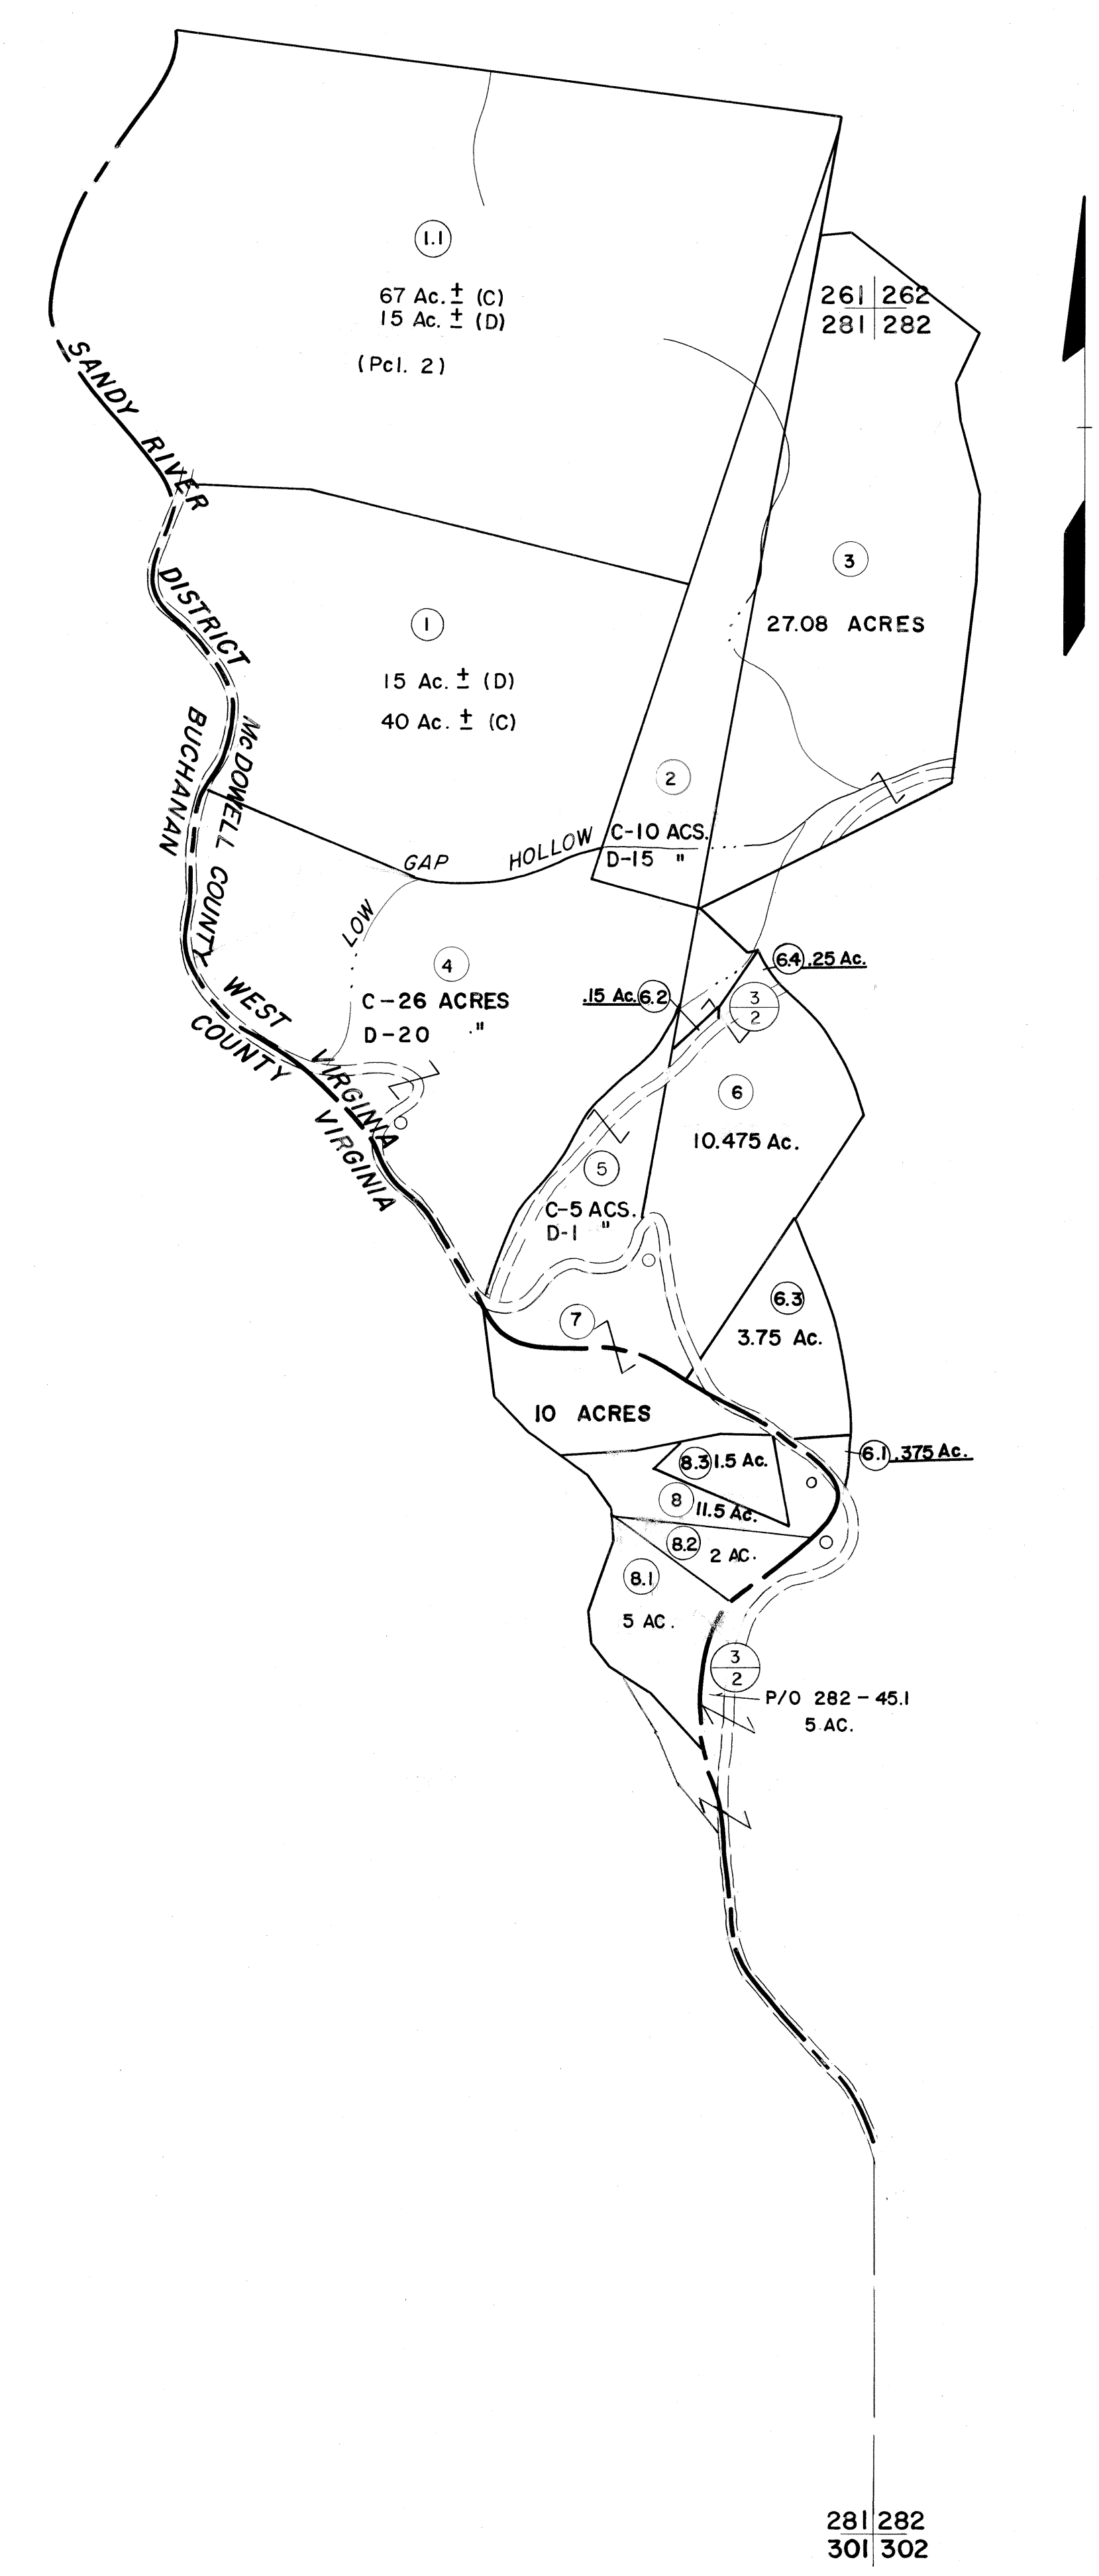 1.1
67 Ac. ± (C)
15 Ac. ± (D)
(Pcl. 2)
261 262
281 282
SANDY RIVER DISTRICT
3
27.08 ACRES
1
15 Ac. ± (D)
40 Ac. ± (C)
McDOWELL COUNTY WEST VIRGINIA
BUCHANAN COUNTY VIRGINIA
2
C-10 ACS.
D-15 "
LOW GAP HOLLOW
4
C-26 ACRES
D-20 "
6.4 .25 Ac.
.15 Ac. 6.2
3
2
6
10.475 Ac.
5
C-5 ACS.
D-1 "
6.3
3.75 Ac.
7
10 ACRES
6.1 .375 Ac.
8.3 1.5 Ac.
8 11.5 Ac.
8.2 2 AC.
8.1
5 AC.
3
2
P/O 282-45.1
5 AC.
281 282
301 302